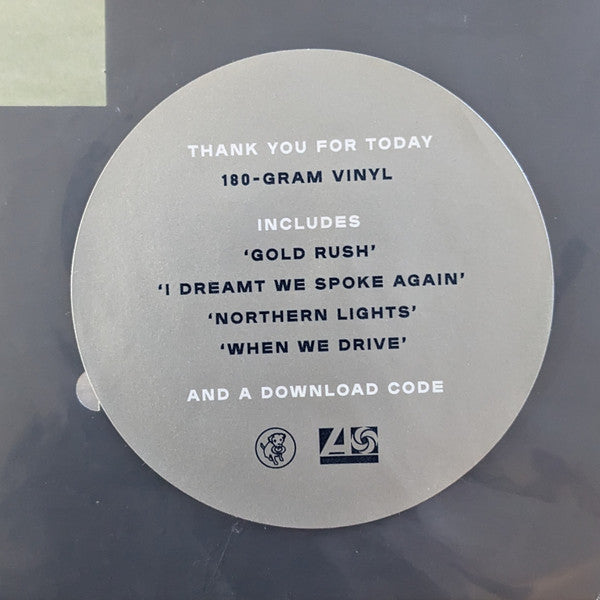 THANK YOU FOR TODAY
180-GRAM VINYL
INCLUDES
‘GOLD RUSH’
‘I DREAMT WE SPOKE AGAIN’
‘NORTHERN LIGHTS’
‘WHEN WE DRIVE’
AND A DOWNLOAD CODE